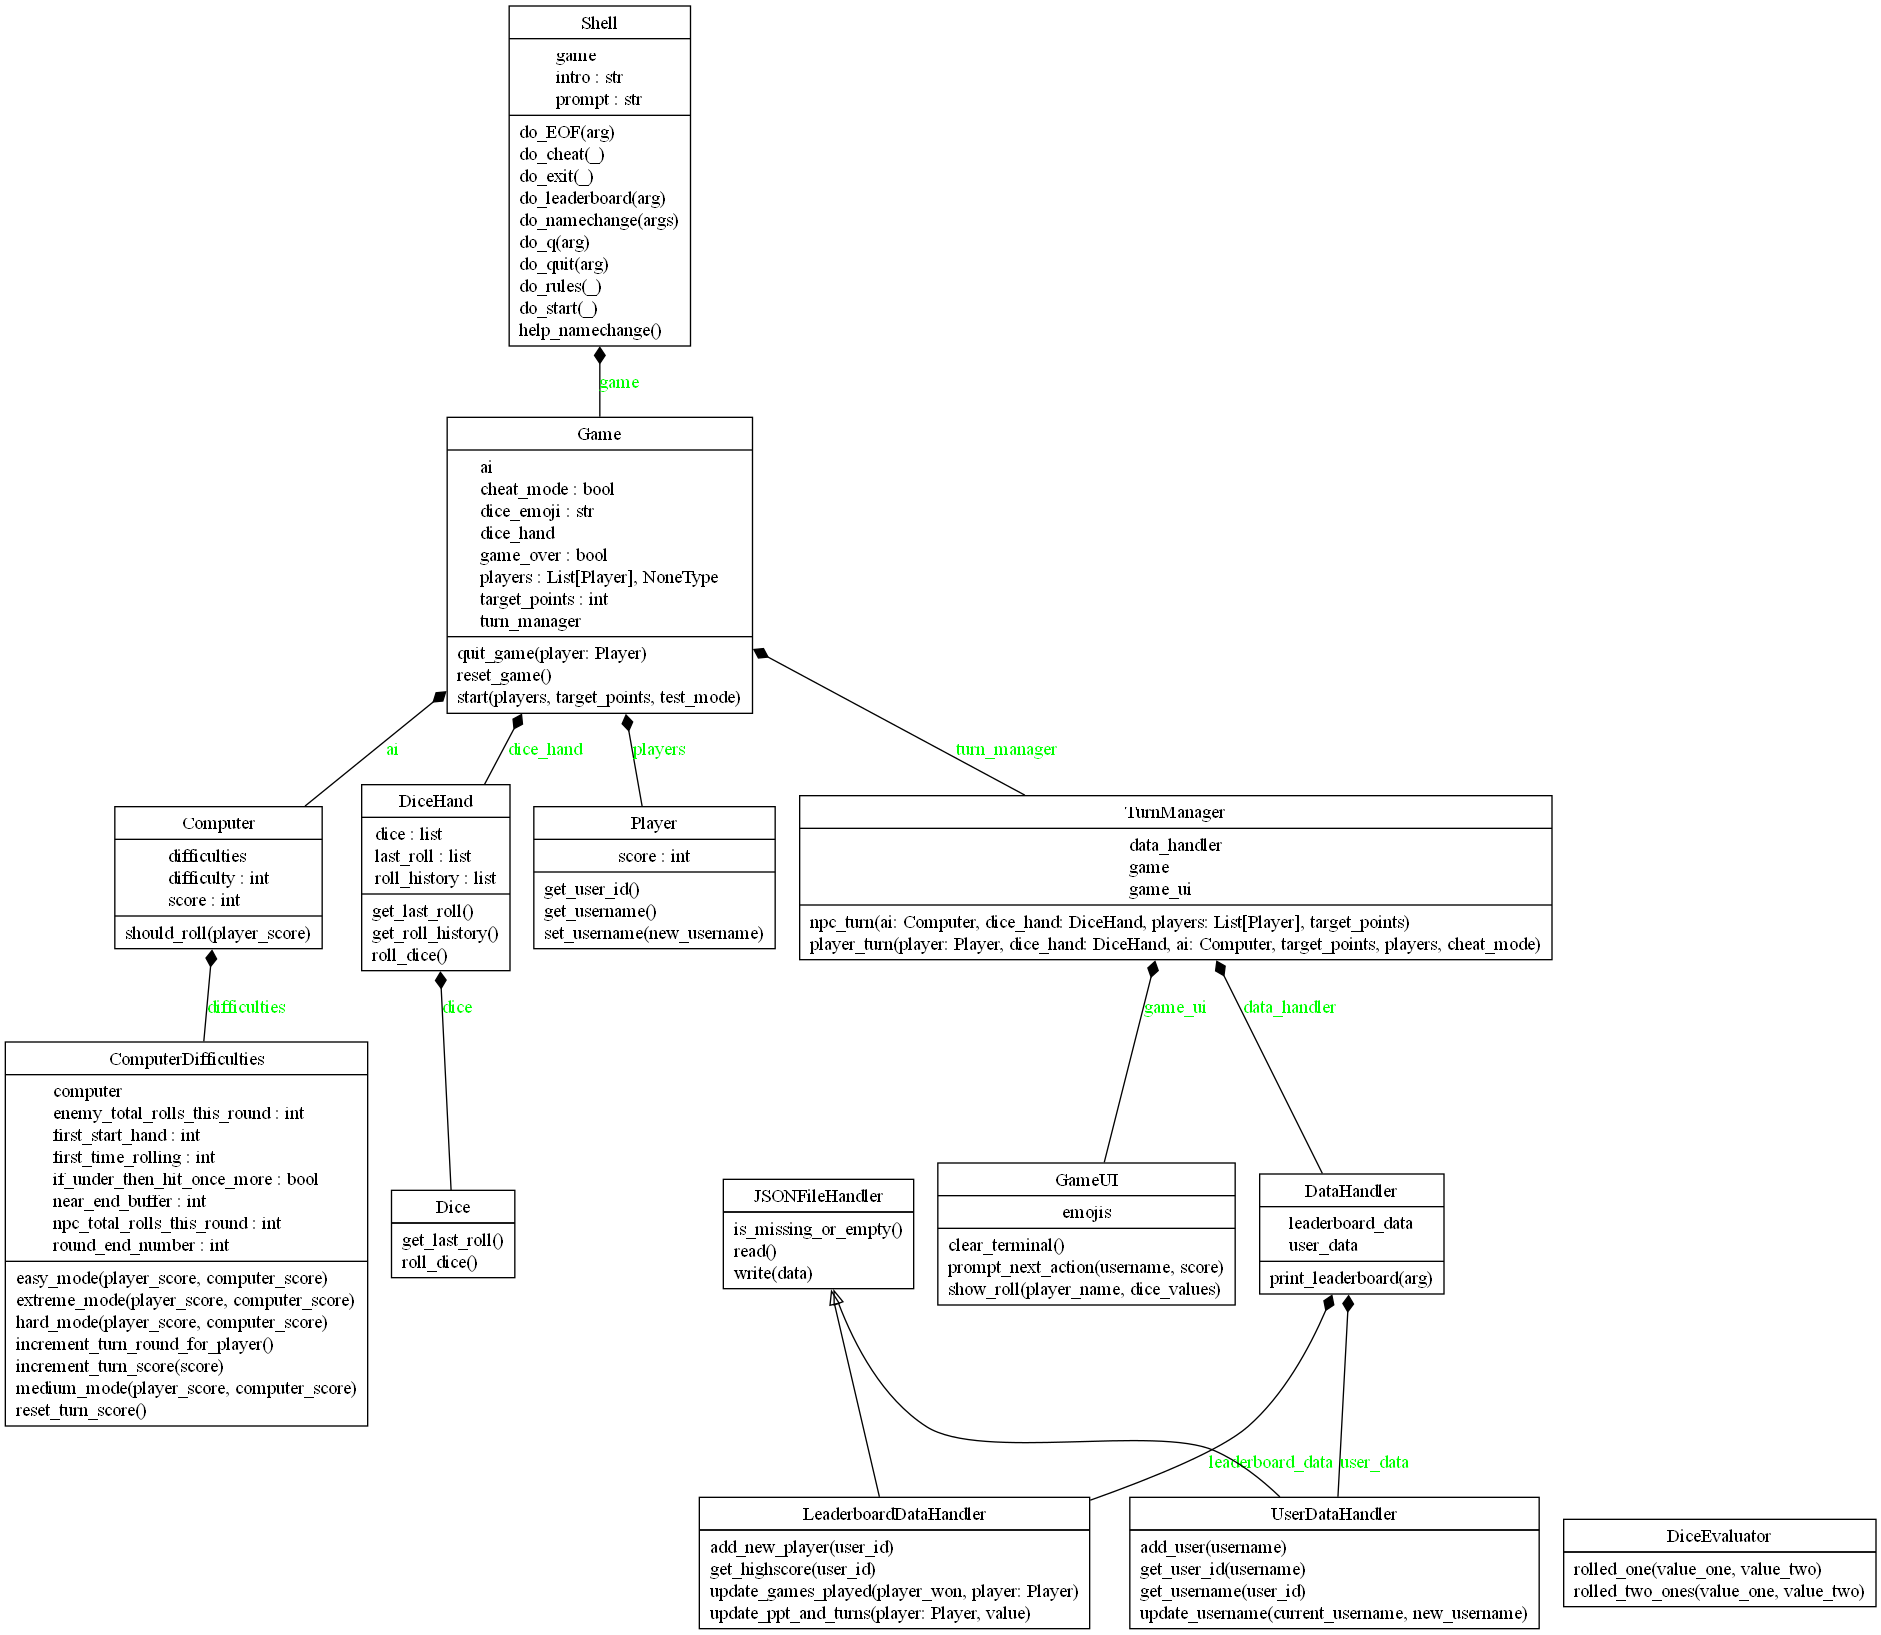 Shell
game
intro : str
prompt : str
do_EOF(arg)
do_cheat(_)
do_exit(_)
do_leaderboard(arg)
do_namechange(args)
do_q(arg)
do_quit(arg)
do_rules(_)
do_start(_)
help_namechange()
game
Game
ai
cheat_mode : bool
dice_emoji : str
dice_hand
game_over : bool
players : List[Player], NoneType
target_points : int
turn_manager
quit_game(player: Player)
reset_game()
start(players, target_points, test_mode)
ai
dice_hand
players
turn_manager
Computer
difficulties
difficulty : int
score : int
should_roll(player_score)
DiceHand
dice : list
last_roll : list
roll_history : list
get_last_roll()
get_roll_history()
roll_dice()
Player
score : int
get_user_id()
get_username()
set_username(new_username)
TurnManager
data_handler
game
game_ui
npc_turn(ai: Computer, dice_hand: DiceHand, players: List[Player], target_points)
player_turn(player: Player, dice_hand: DiceHand, ai: Computer, target_points, players, cheat_mode)
difficulties
dice
game_ui
data_handler
ComputerDifficulties
computer
enemy_total_rolls_this_round : int
first_start_hand : int
first_time_rolling : int
if_under_then_hit_once_more : bool
near_end_buffer : int
npc_total_rolls_this_round : int
round_end_number : int
easy_mode(player_score, computer_score)
extreme_mode(player_score, computer_score)
hard_mode(player_score, computer_score)
increment_turn_round_for_player()
increment_turn_score(score)
medium_mode(player_score, computer_score)
reset_turn_score()
Dice
get_last_roll()
roll_dice()
JSONFileHandler
is_missing_or_empty()
read()
write(data)
GameUI
emojis
clear_terminal()
prompt_next_action(username, score)
show_roll(player_name, dice_values)
DataHandler
leaderboard_data
user_data
print_leaderboard(arg)
leaderboard_data
user_data
LeaderboardDataHandler
add_new_player(user_id)
get_highscore(user_id)
update_games_played(player_won, player: Player)
update_ppt_and_turns(player: Player, value)
UserDataHandler
add_user(username)
get_user_id(username)
get_username(user_id)
update_username(current_username, new_username)
DiceEvaluator
rolled_one(value_one, value_two)
rolled_two_ones(value_one, value_two)